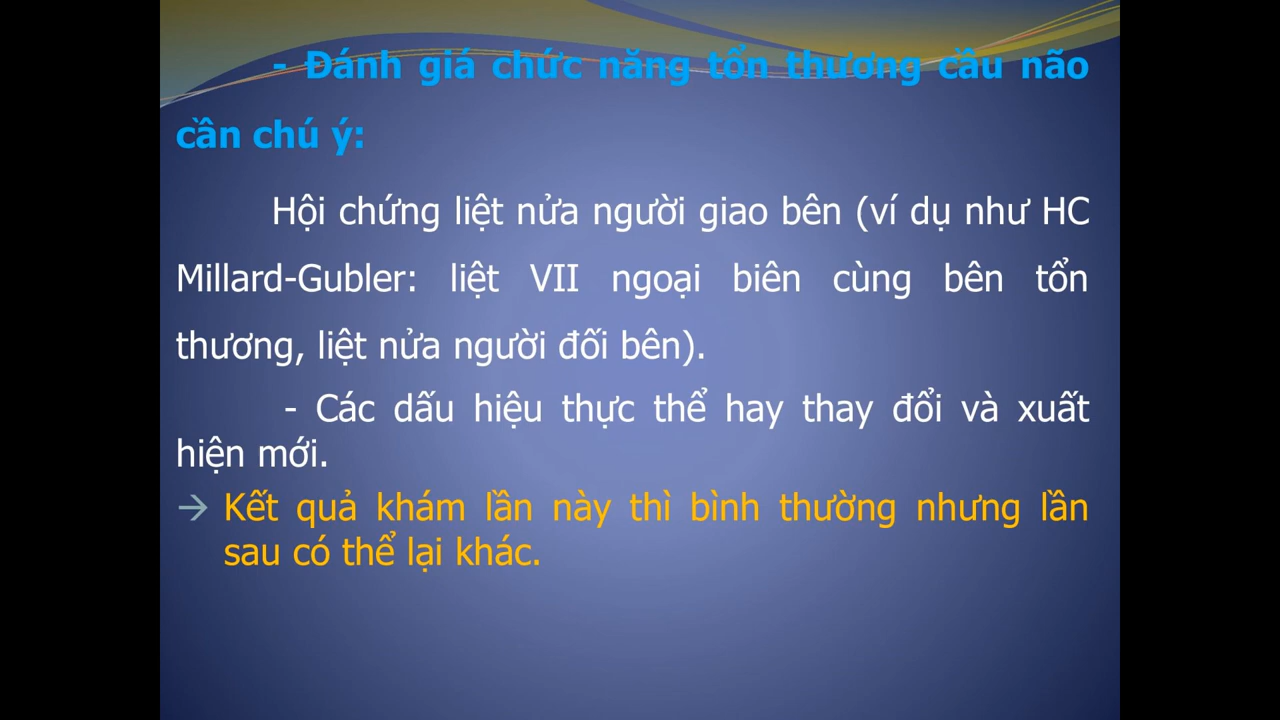 - Đánh giá chức năng tổn thương cầu não
cần chú ý:
Hội chứng liệt nửa người giao bên (ví dụ như HC
Millard-Gubler: liệt VII ngoại biên cùng bên tổn
thương, liệt nửa người đối bên).
- Các dấu hiệu thực thể hay thay đổi và xuất
hiện mới.
→ Kết quả khám lần này thì bình thường nhưng lần
sau có thể lại khác.